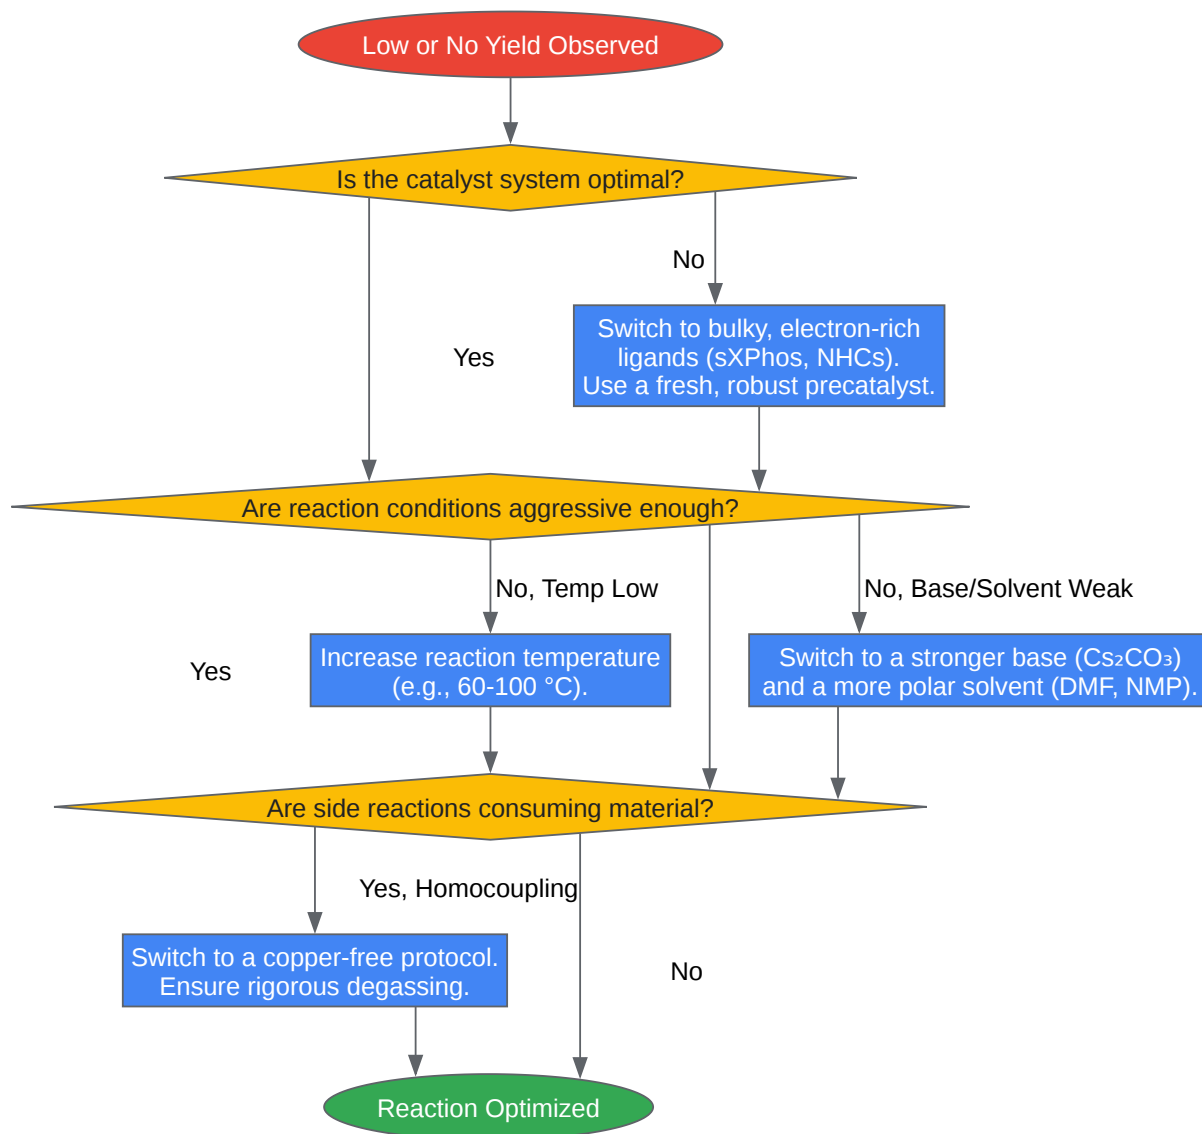 Low or No Yield Observed
Is the catalyst system optimal?
No
Switch to bulky, electron-rich
ligands (sXPhos, NHCs).
Use a fresh, robust precatalyst.
Yes
Are reaction conditions aggressive enough?
No, Temp Low
No, Base/Solvent Weak
Yes
Increase reaction temperature
(e.g., 60-100 °C).
Switch to a stronger base (Cs₂CO₃)
and a more polar solvent (DMF, NMP).
Are side reactions consuming material?
Yes, Homocoupling
Switch to a copper-free protocol.
Ensure rigorous degassing.
No
Reaction Optimized